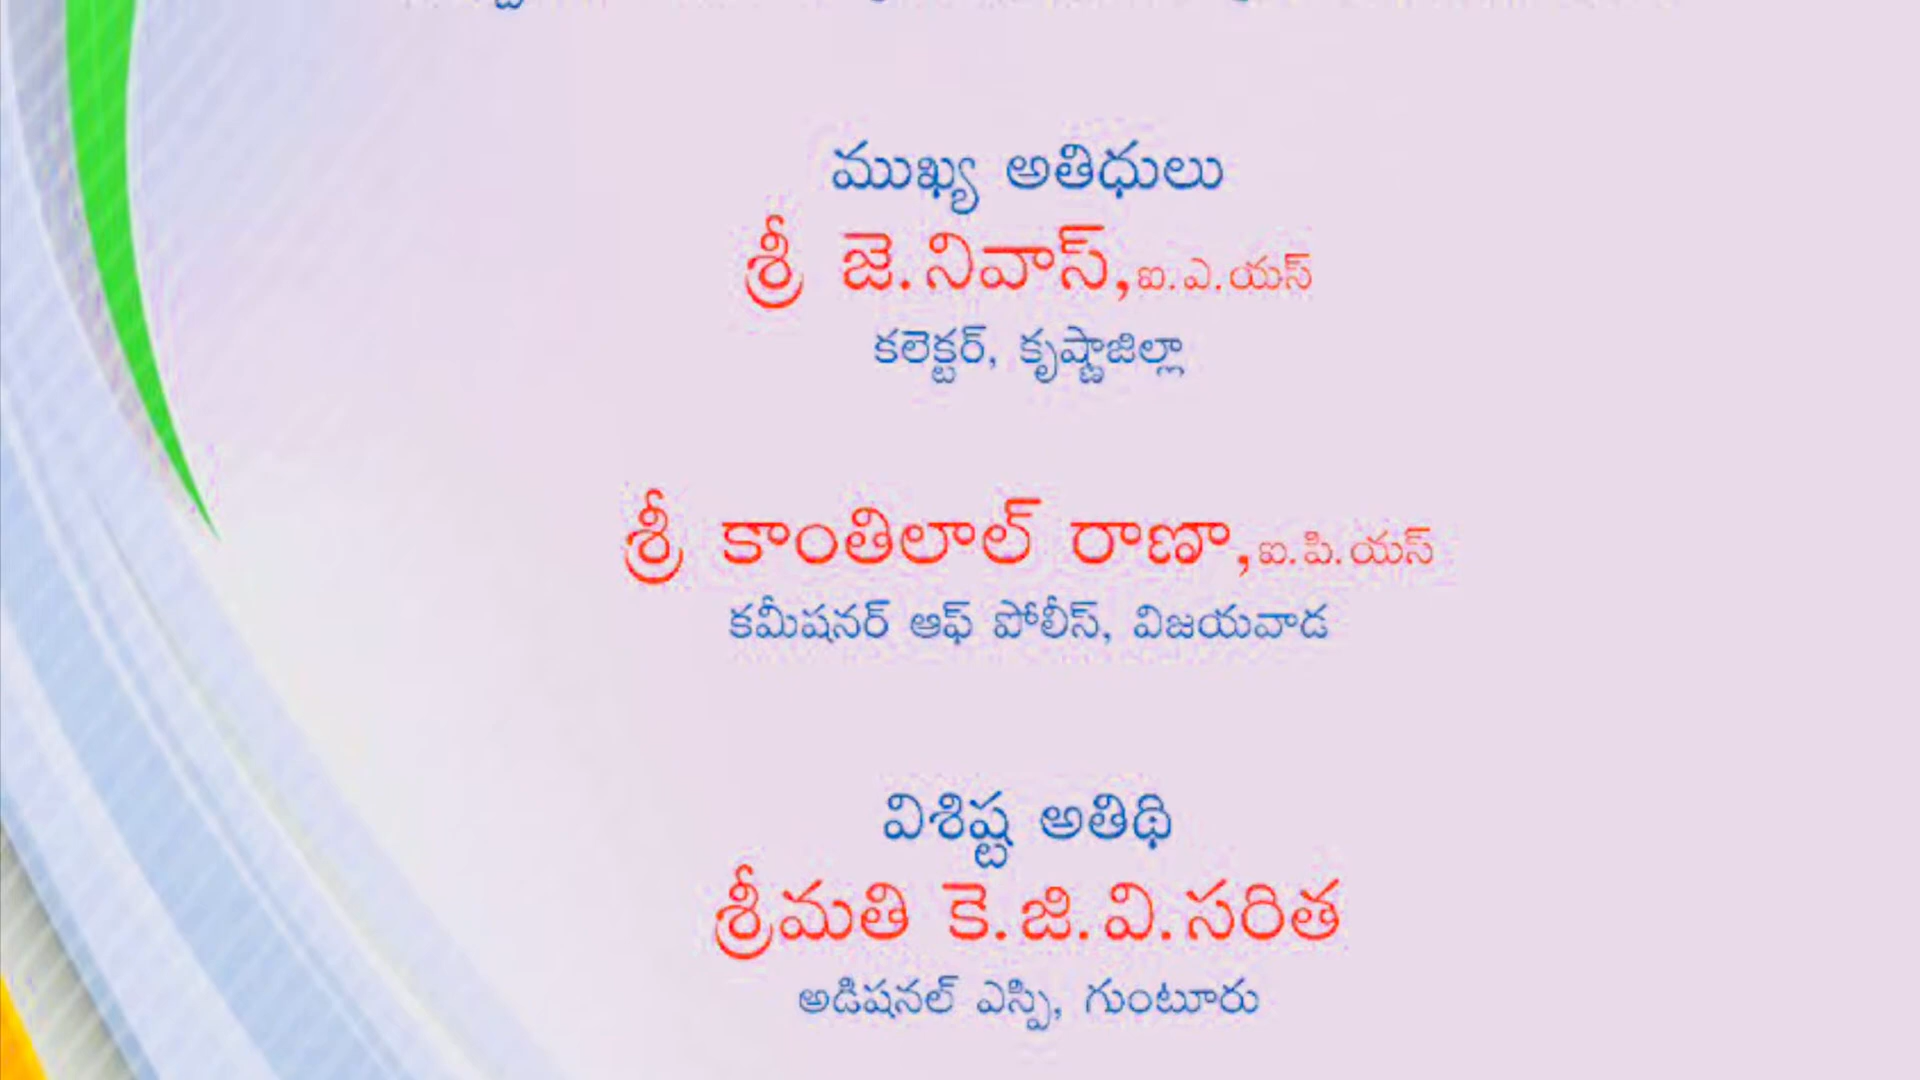 ముఖ్య అతిధులు
శ్రీ జె.నివాస్,ఐ.ఎ.యస్
కలెక్టర్, కృష్ణాజిల్లా
శ్రీ కాంతిలాల్ రాణా,ఐ.పి.యస్
కమీషనర్ ఆఫ్ పోలీస్, విజయవాడ
విశిష్ట అతిథి
శ్రీమతి కె.జి.వి.సరిత
అడిషనల్ ఎస్పి, గుంటూరు